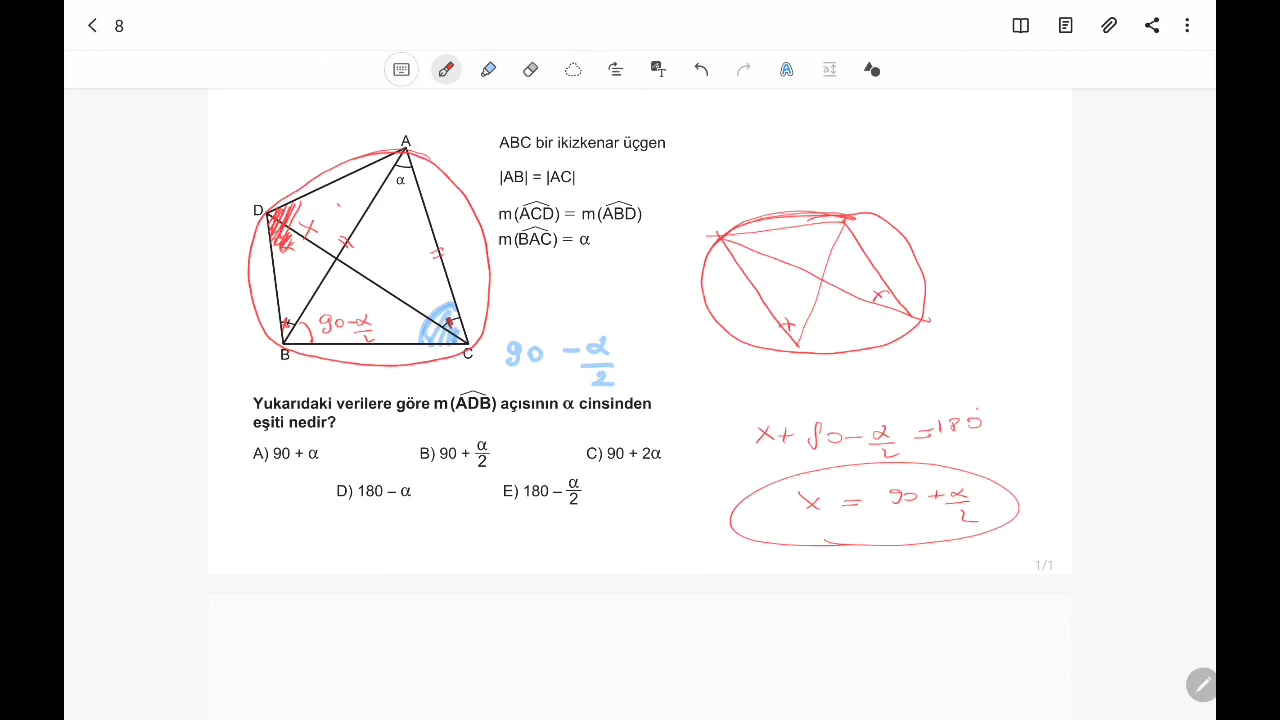 8
A
ABC bir ikizkenar üçgen
α
|AB| = |AC|
D
x
m(ACD) = m(ABD)
m(BAC) = α
90 - α/2
B
C
90 - α/2
Yukarıdaki verilere göre m(ADB) açısının α cinsinden
eşiti nedir?
A) 90 + α B) 90 + α/2 C) 90 + 2α
D) 180 – α E) 180 – α/2
x + 90 - α/2 = 180
x = 90 + α/2
1/1